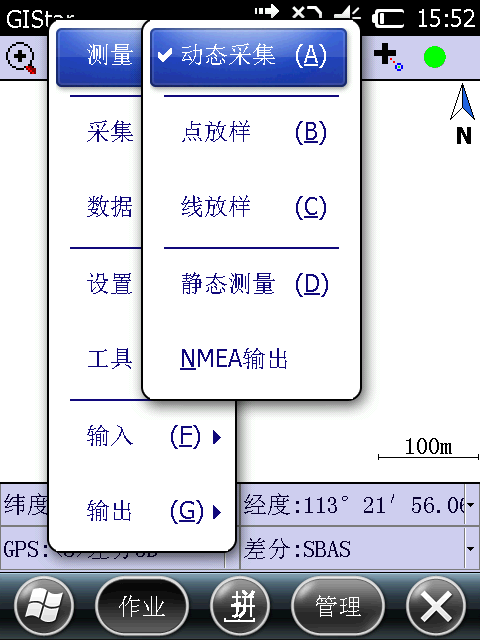 GIStar 15:52
测量 动态采集 (A)
采集 点放样 (B)
数据 线放样 (C)
设置 静态测量 (D)
工具 NMEA输出
N
输入 (F)
100m
输出 (G)
纬度 经度:113° 21′ 56.06
GPS: 差分:SBAS
作业 拼 管理